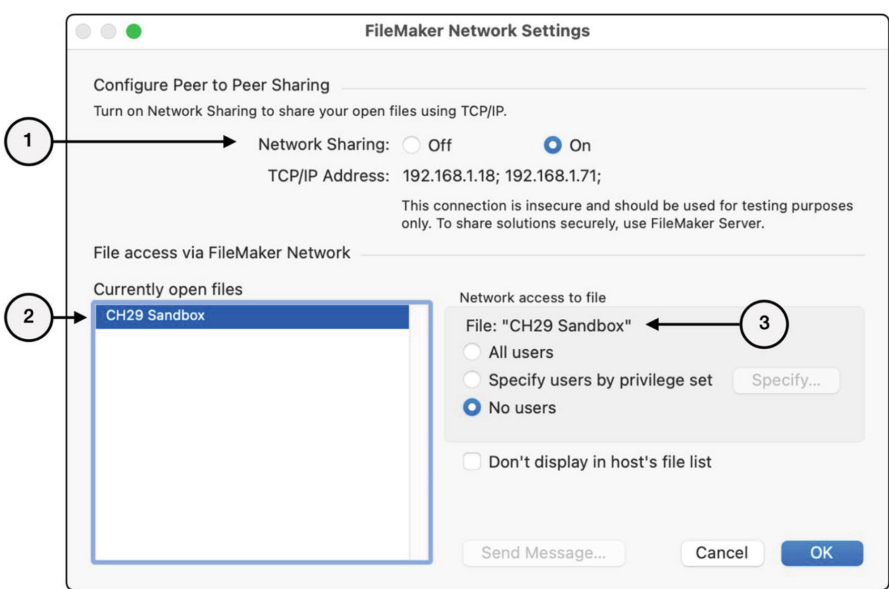 FileMaker Network Settings
Configure Peer to Peer Sharing
Turn on Network Sharing to share your open files using TCP/IP.
1
Network Sharing: Off On
TCP/IP Address: 192.168.1.18; 192.168.1.71;
This connection is insecure and should be used for testing purposes
only. To share solutions securely, use FileMaker Server.
File access via FileMaker Network
Currently open files
2
CH29 Sandbox
Network access to file
File: "CH29 Sandbox"
3
All users
Specify users by privilege set Specify...
No users
Don't display in host's file list
Send Message... Cancel OK